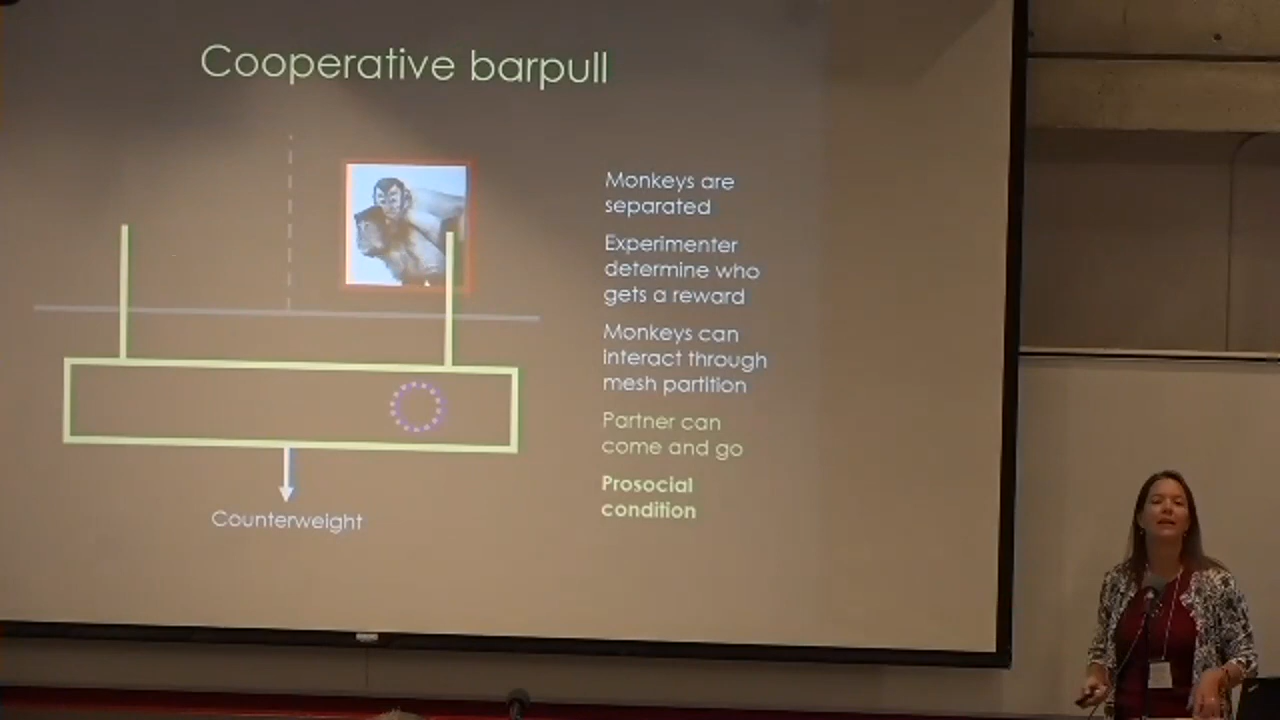 Cooperative barpull
Monkeys are
separated
Experimenter
determine who
gets a reward
Monkeys can
interact through
mesh partition
Partner can
come and go
Prosocial
condition
Counterweight